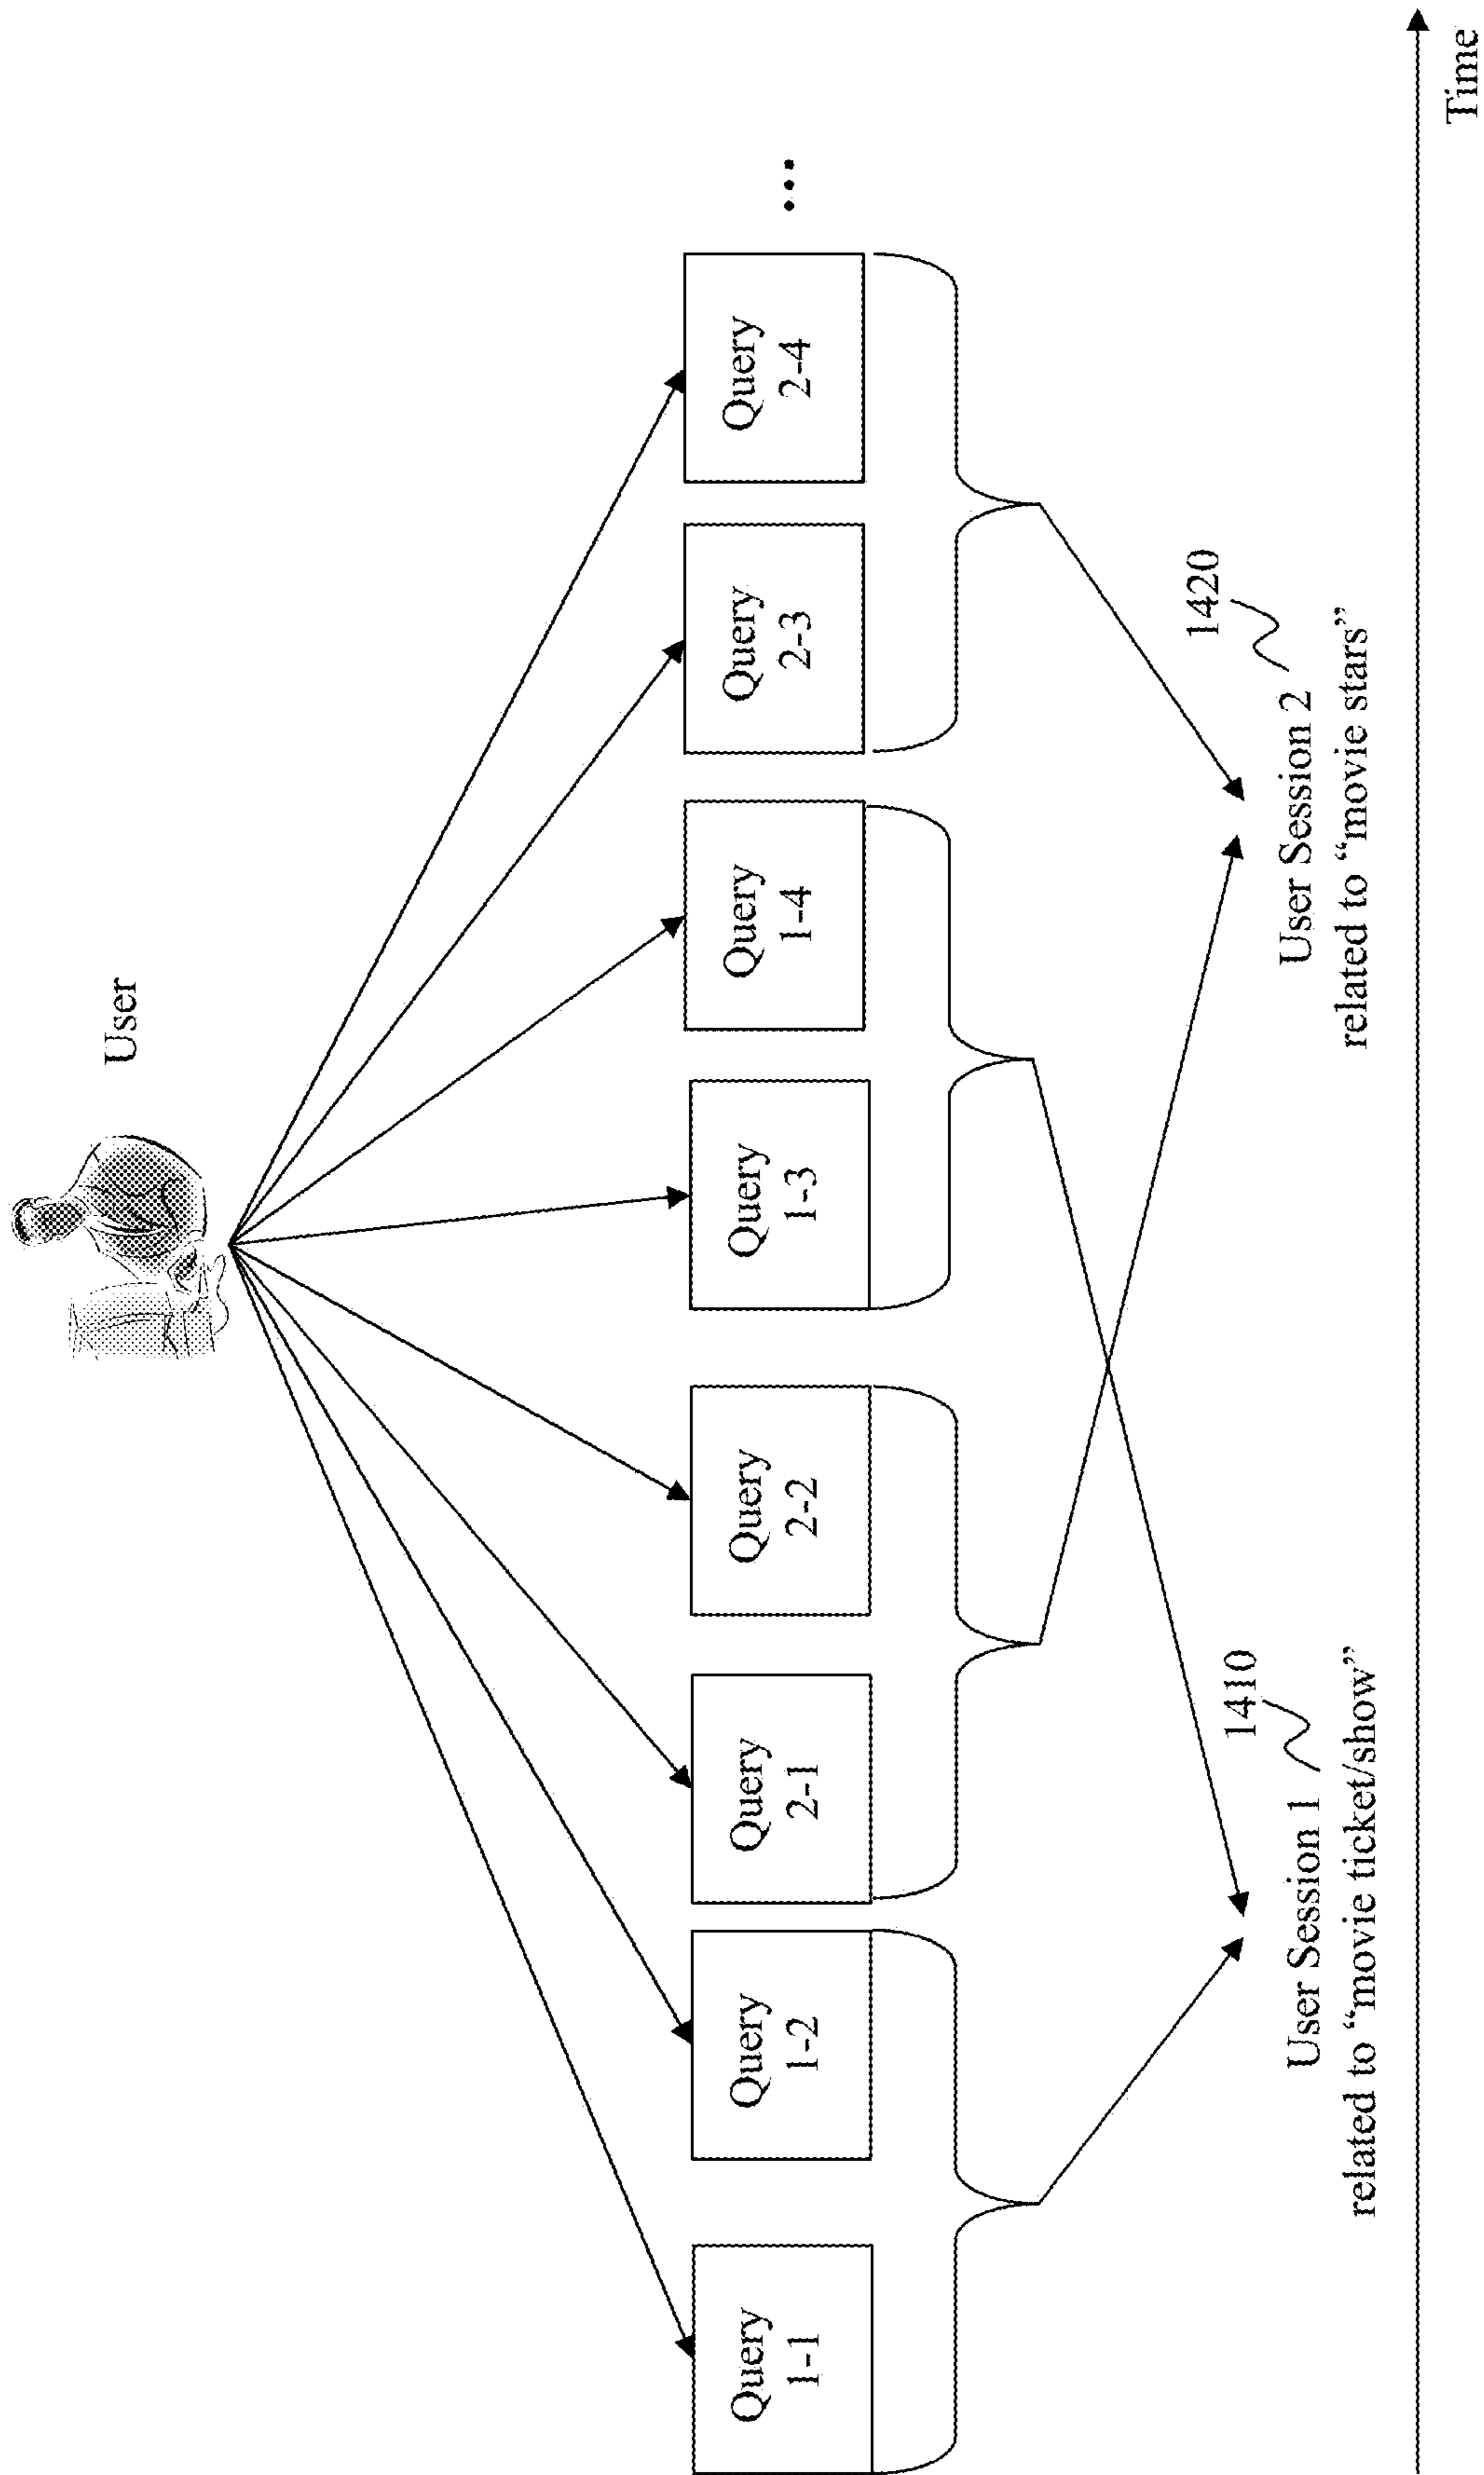 User
Query
1-1
Query
1-2
Query
2-1
Query
2-2
Query
1-3
Query
1-4
Query
2-3
Query
2-4
...
1410
User Session 1
related to “movie ticket/show”
1420
User Session 2
related to “movie stars”
Time